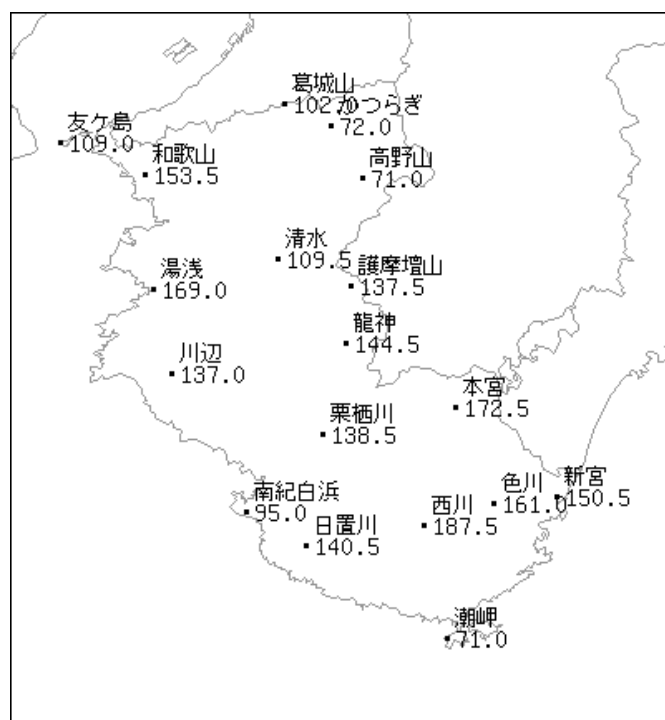 葛城山
102.0
かつらぎ
72.0
友ケ島
109.0
和歌山
153.5
高野山
71.0
清水
109.5
湯浅
169.0
護摩壇山
137.5
龍神
144.5
川辺
137.0
本宮
172.5
栗栖川
138.5
南紀白浜
95.0
日置川
140.5
西川
187.5
色川
161.0
新宮
150.5
潮岬
71.0